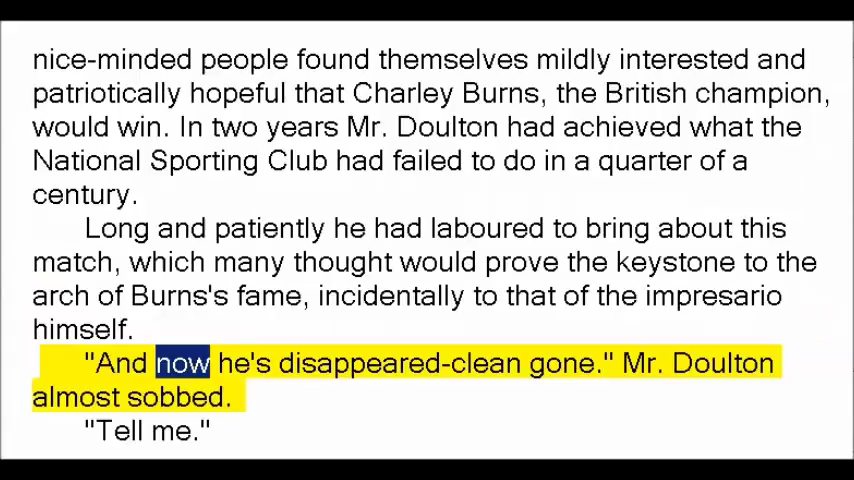 nice-minded people found themselves mildly interested and
patriotically hopeful that Charley Burns, the British champion,
would win. In two years Mr. Doulton had achieved what the
National Sporting Club had failed to do in a quarter of a
century.
Long and patiently he had laboured to bring about this
match, which many thought would prove the keystone to the
arch of Burns's fame, incidentally to that of the impresario
himself.
"And now he's disappeared-clean gone." Mr. Doulton
almost sobbed.
"Tell me."